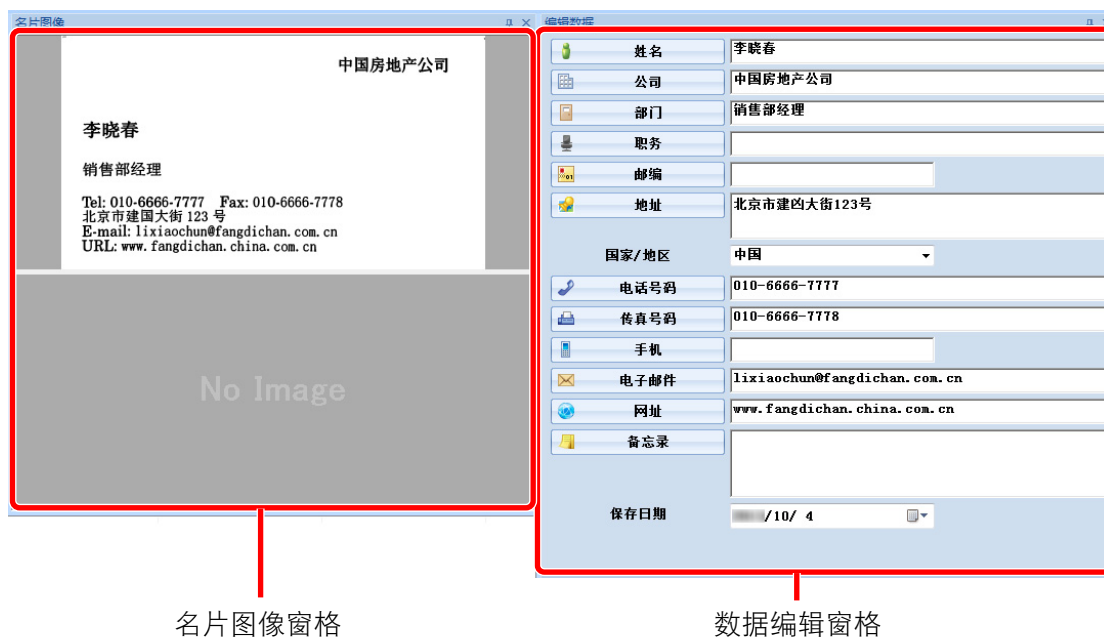 名片图像
中国房地产公司
李晓春
销售部经理
Tel: 010-6666-7777 Fax: 010-6666-7778
北京市建国大街 123 号
E-mail: lixiaochun@fangdichan. com. cn
URL: www. fangdichan. china. com. cn
No Image
编辑数据
姓名 李晓春
公司 中国房地产公司
部门 销售部经理
职务
邮编
地址 北京市建凶大街123号
国家/地区 中国
电话号码 010-6666-7777
传真号码 010-6666-7778
手机
电子邮件 lixiaochun@fangdichan. com. cn
网址 www. fangdichan. china. com. cn
备忘录
保存日期 /10/ 4
名片图像窗格
数据编辑窗格